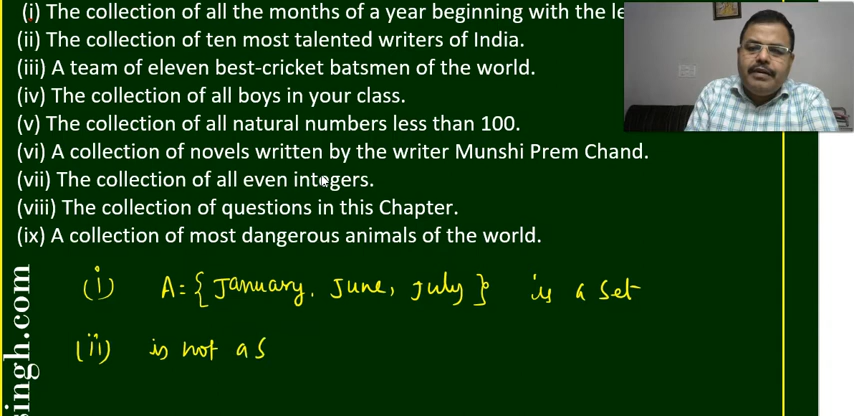 (i) The collection of all the months of a year beginning with the le
(ii) The collection of ten most talented writers of India.
(iii) A team of eleven best-cricket batsmen of the world.
(iv) The collection of all boys in your class.
(v) The collection of all natural numbers less than 100.
(vi) A collection of novels written by the writer Munshi Prem Chand.
(vii) The collection of all even integers.
(viii) The collection of questions in this Chapter.
(ix) A collection of most dangerous animals of the world.
(i) A = { January, June, July } is a set
(ii) is not a s
singh.com